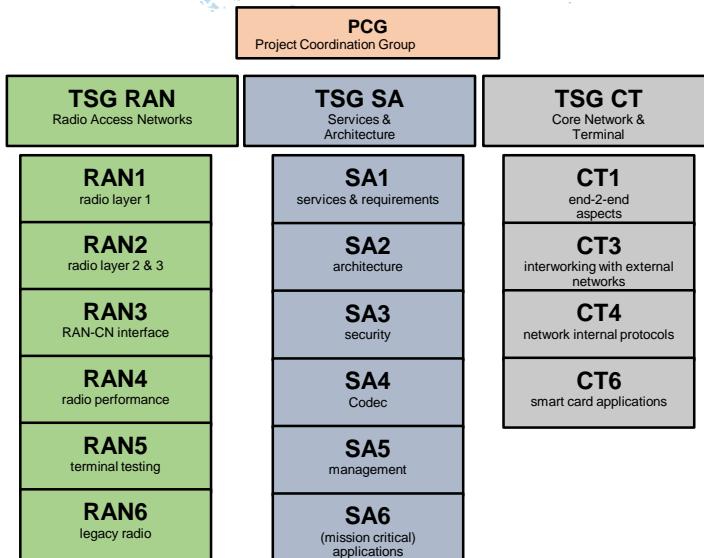 PCG
Project Coordination Group
TSG RAN
Radio Access Networks
TSG SA
Services &
Architecture
TSG CT
Core Network &
Terminal
RAN1
radio layer 1
RAN2
radio layer 2 & 3
RAN3
RAN-CN interface
RAN4
radio performance
RAN5
terminal testing
RAN6
legacy radio
SA1
services & requirements
SA2
architecture
SA3
security
SA4
Codec
SA5
management
SA6
(mission critical)
applications
CT1
end-2-end
aspects
CT3
interworking with external
networks
CT4
network internal protocols
CT6
smart card applications